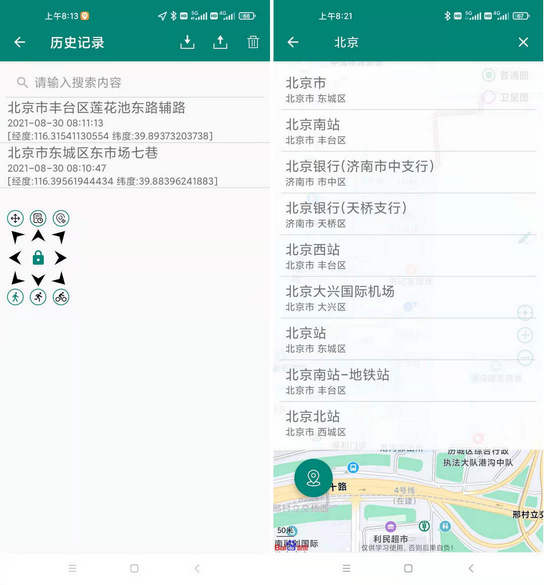 上午8:13
68
历史记录
请输入搜索内容
北京市丰台区莲花池东路辅路
2021-08-30 08:11:13
[经度:116.31541130554 纬度:39.89373203738]
北京市东城区东市场七巷
2021-08-30 08:10:47
[经度:116.39561944434 纬度:39.88396241883]
上午8:21
67
北京
普通图
卫星图
北京市
北京市 东城区
北京南站
北京市 丰台区
北京银行(济南市中支行)
济南市 市中区
北京银行(天桥支行)
济南市 天桥区
北京西站
北京市 丰台区
北京大兴国际机场
北京市 大兴区
北京站
北京市 东城区
北京南站-地铁站
北京市 丰台区
北京北站
北京市 西城区
历城区综合行政
执法大队港沟中队
十路
4号线
(在建)
邢村立交
50米
利民超市
国际
仅供学习使用, 否则后果自负!